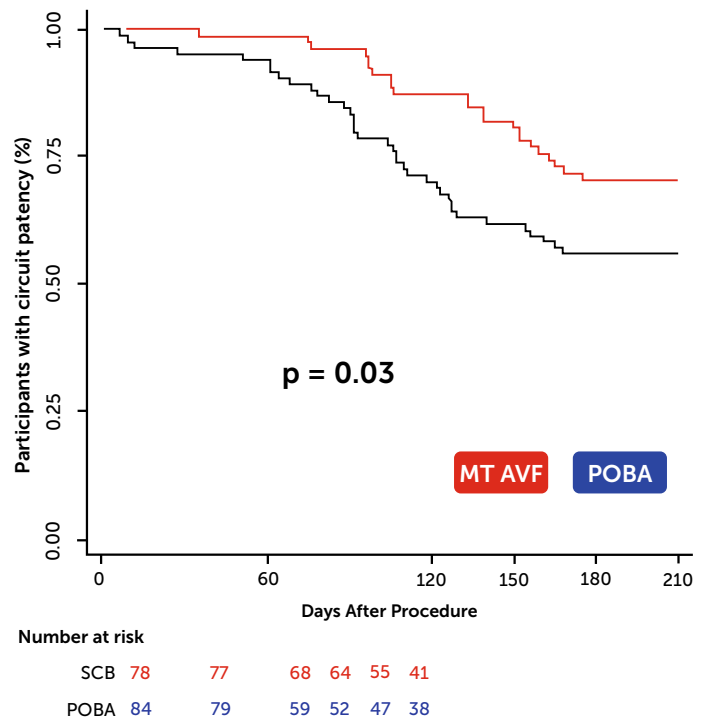 1.00
0.75
0.50
0.25
0.00
Participants with circuit patency (%)
p = 0.03
MT AVF POBA
0 60 120 150 180 210
Days After Procedure
Number at risk
SCB 78 77 68 64 55 41
POBA 84 79 59 52 47 38